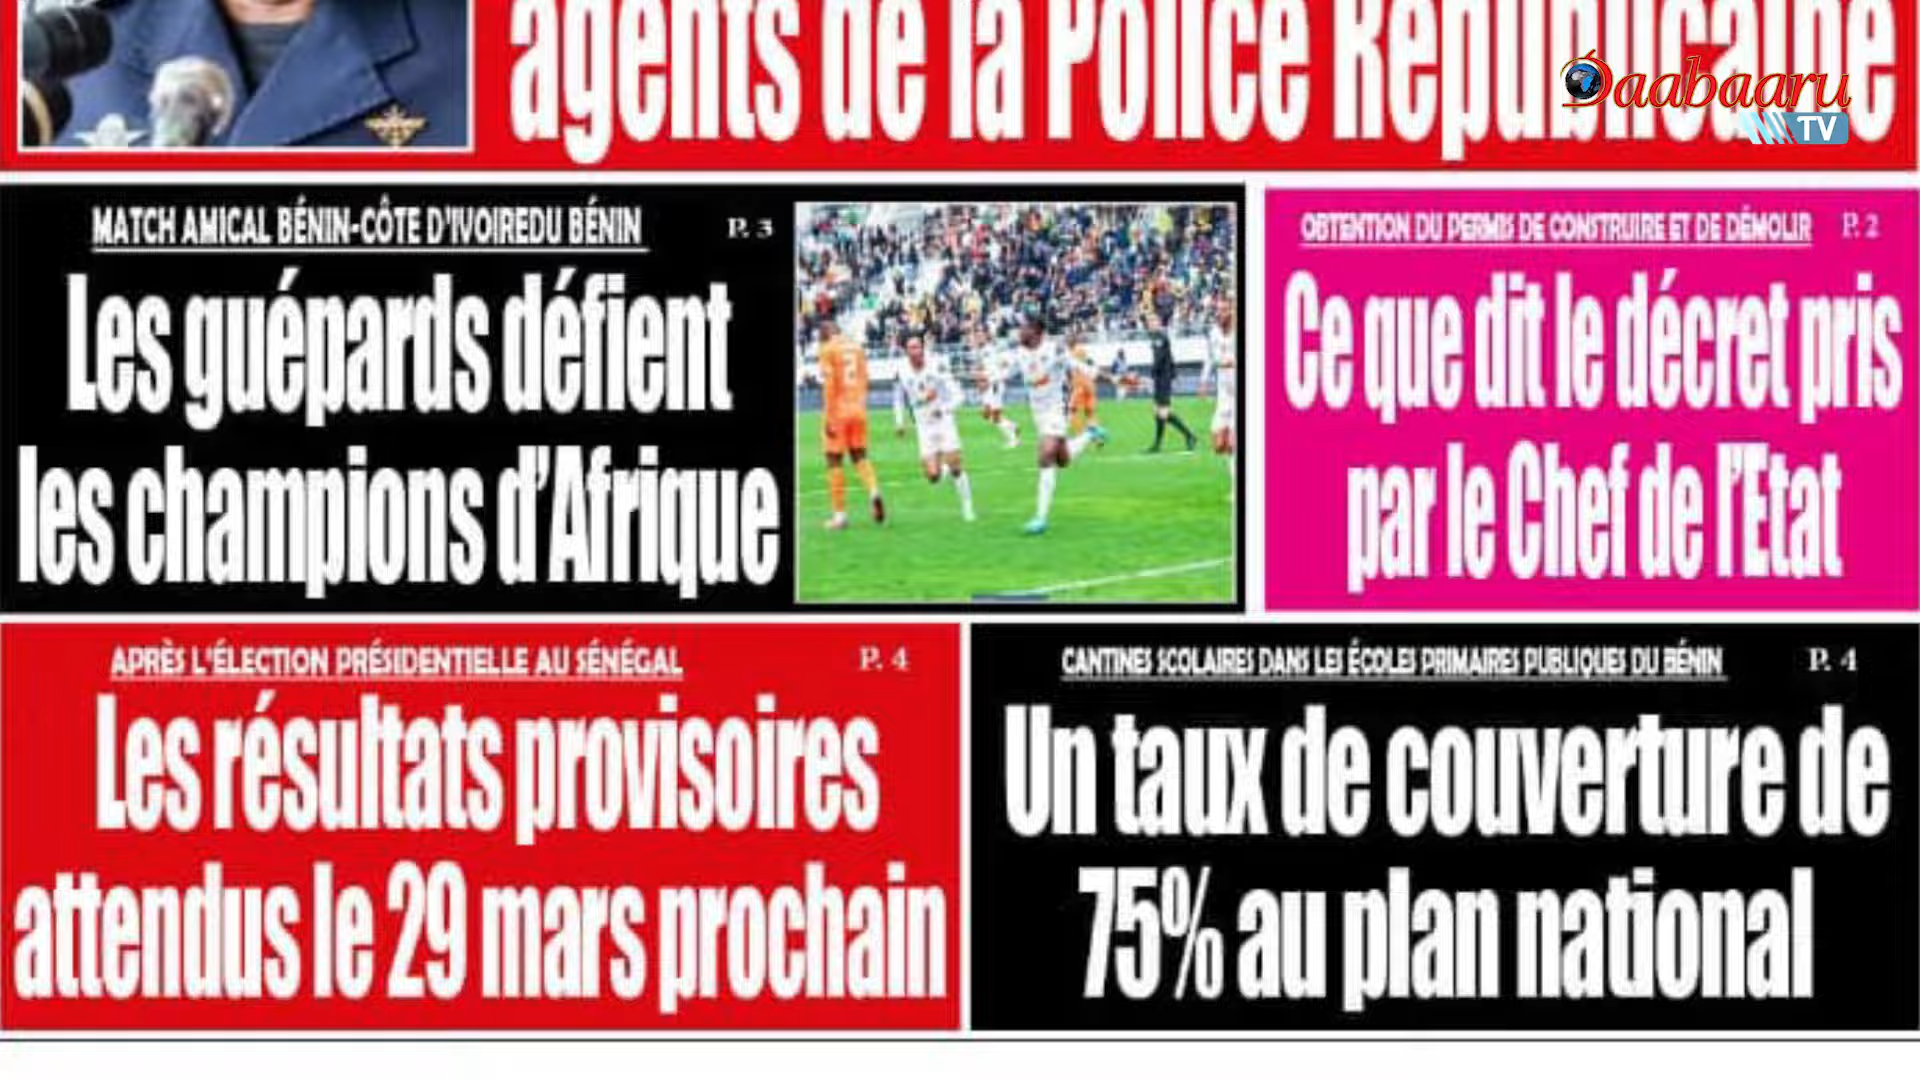 agents de la Police Républicaine
Daabaaru
TV
MATCH AMICAL BÉNIN-CÔTE D'IVOIREDU BÉNIN P. 3
Les guépards défient
les champions d'Afrique
OBTENTION DU PERMIS DE CONSTRUIRE ET DE DÉMOLIR P. 2
Ce que dit le décret pris
par le Chef de l'Etat
APRÈS L'ÉLECTION PRÉSIDENTIELLE AU SÉNÉGAL P. 4
Les résultats provisoires
attendus le 29 mars prochain
CANTINES SCOLAIRES DANS LES ÉCOLES PRIMAIRES PUBLIQUES DU BÉNIN P. 4
Un taux de couverture de
75% au plan national